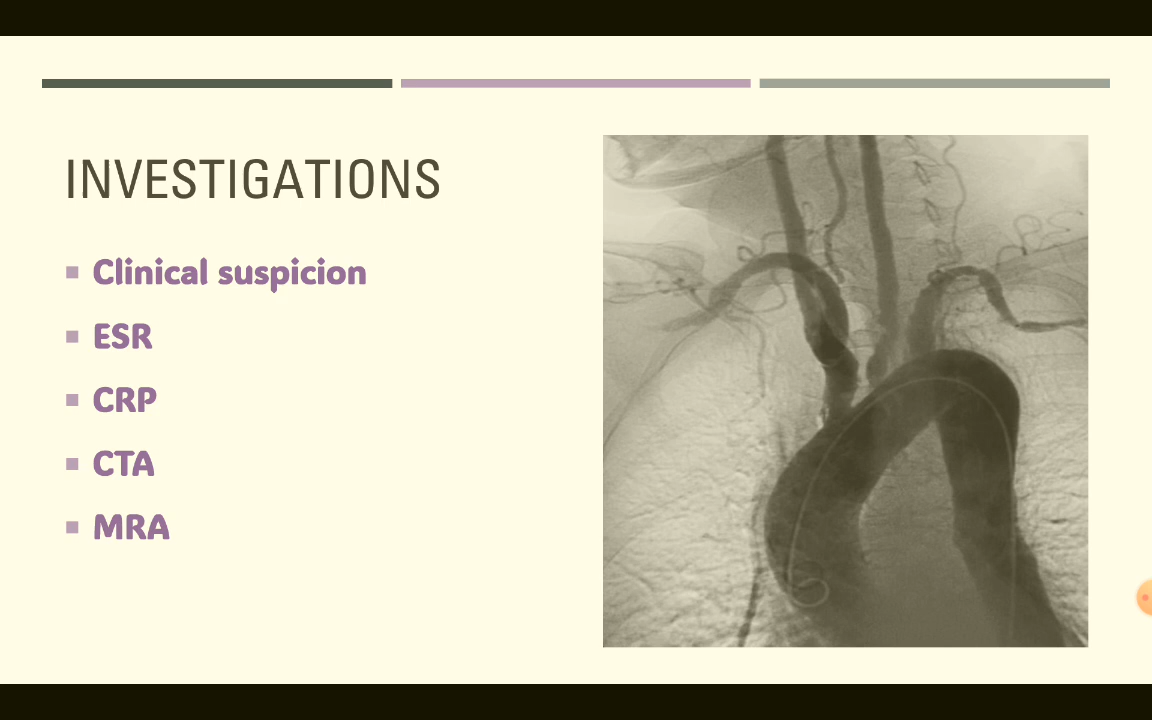 INVESTIGATIONS
Clinical suspicion
ESR
CRP
CTA
MRA